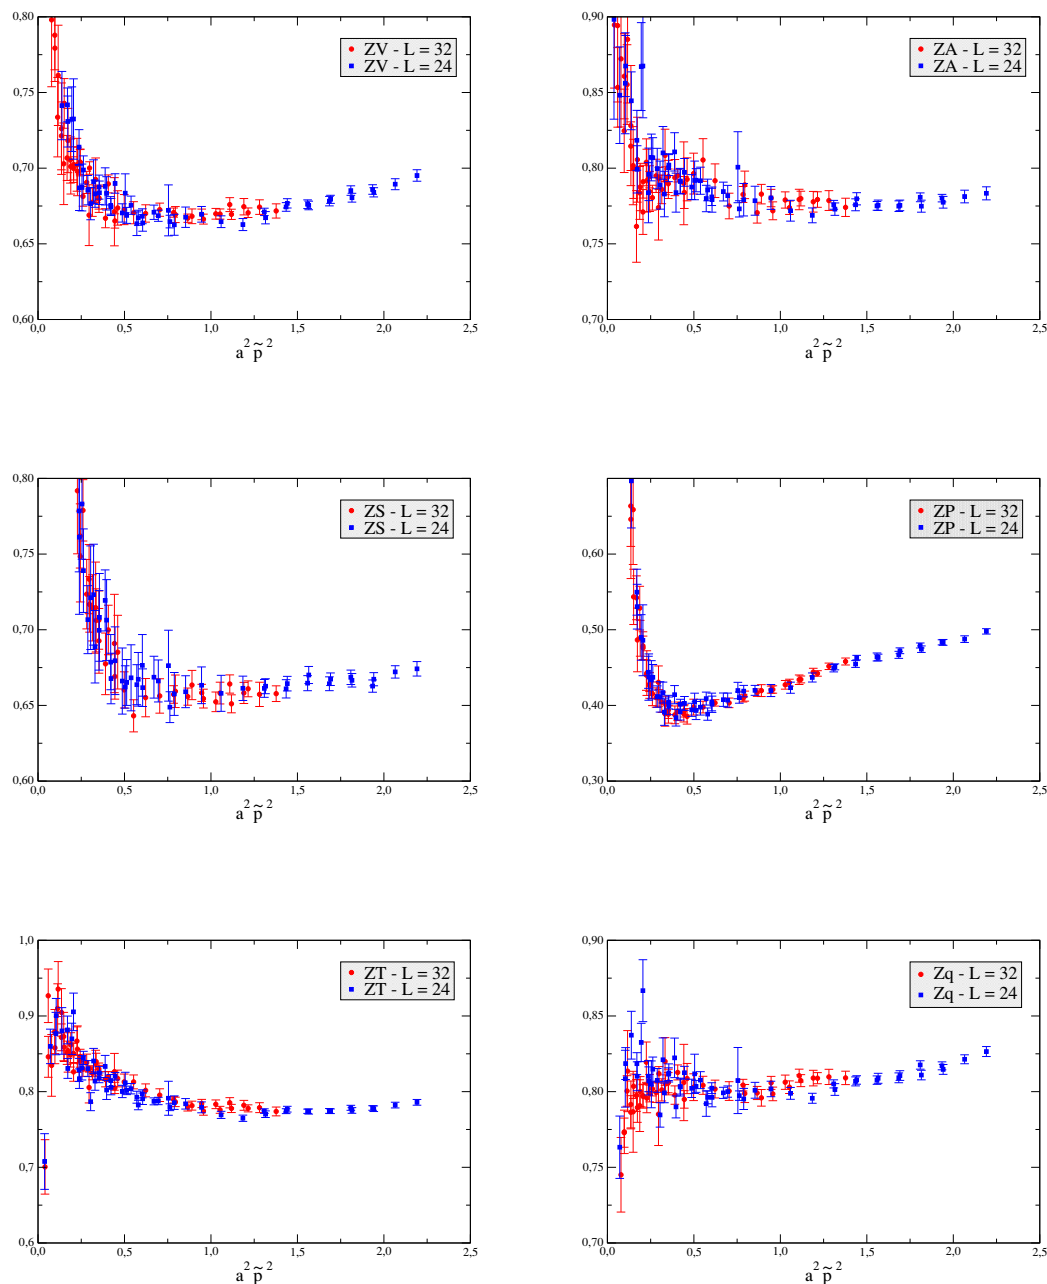 0,80
0,75
0,70
0,65
0,60
0,0 0,5 1,0 1,5 2,0 2,5
a² p̃²
ZV - L = 32
ZV - L = 24
0,90
0,85
0,80
0,75
0,70
0,0 0,5 1,0 1,5 2,0 2,5
a² p̃²
ZA - L = 32
ZA - L = 24
0,80
0,75
0,70
0,65
0,60
0,0 0,5 1,0 1,5 2,0 2,5
a² p̃²
ZS - L = 32
ZS - L = 24
0,60
0,50
0,40
0,30
0,0 0,5 1,0 1,5 2,0 2,5
a² p̃²
ZP - L = 32
ZP - L = 24
1,0
0,9
0,8
0,7
0,6
0,0 0,5 1,0 1,5 2,0 2,5
a² p̃²
ZT - L = 32
ZT - L = 24
0,90
0,85
0,80
0,75
0,70
0,0 0,5 1,0 1,5 2,0 2,5
a² p̃²
Zq - L = 32
Zq - L = 24